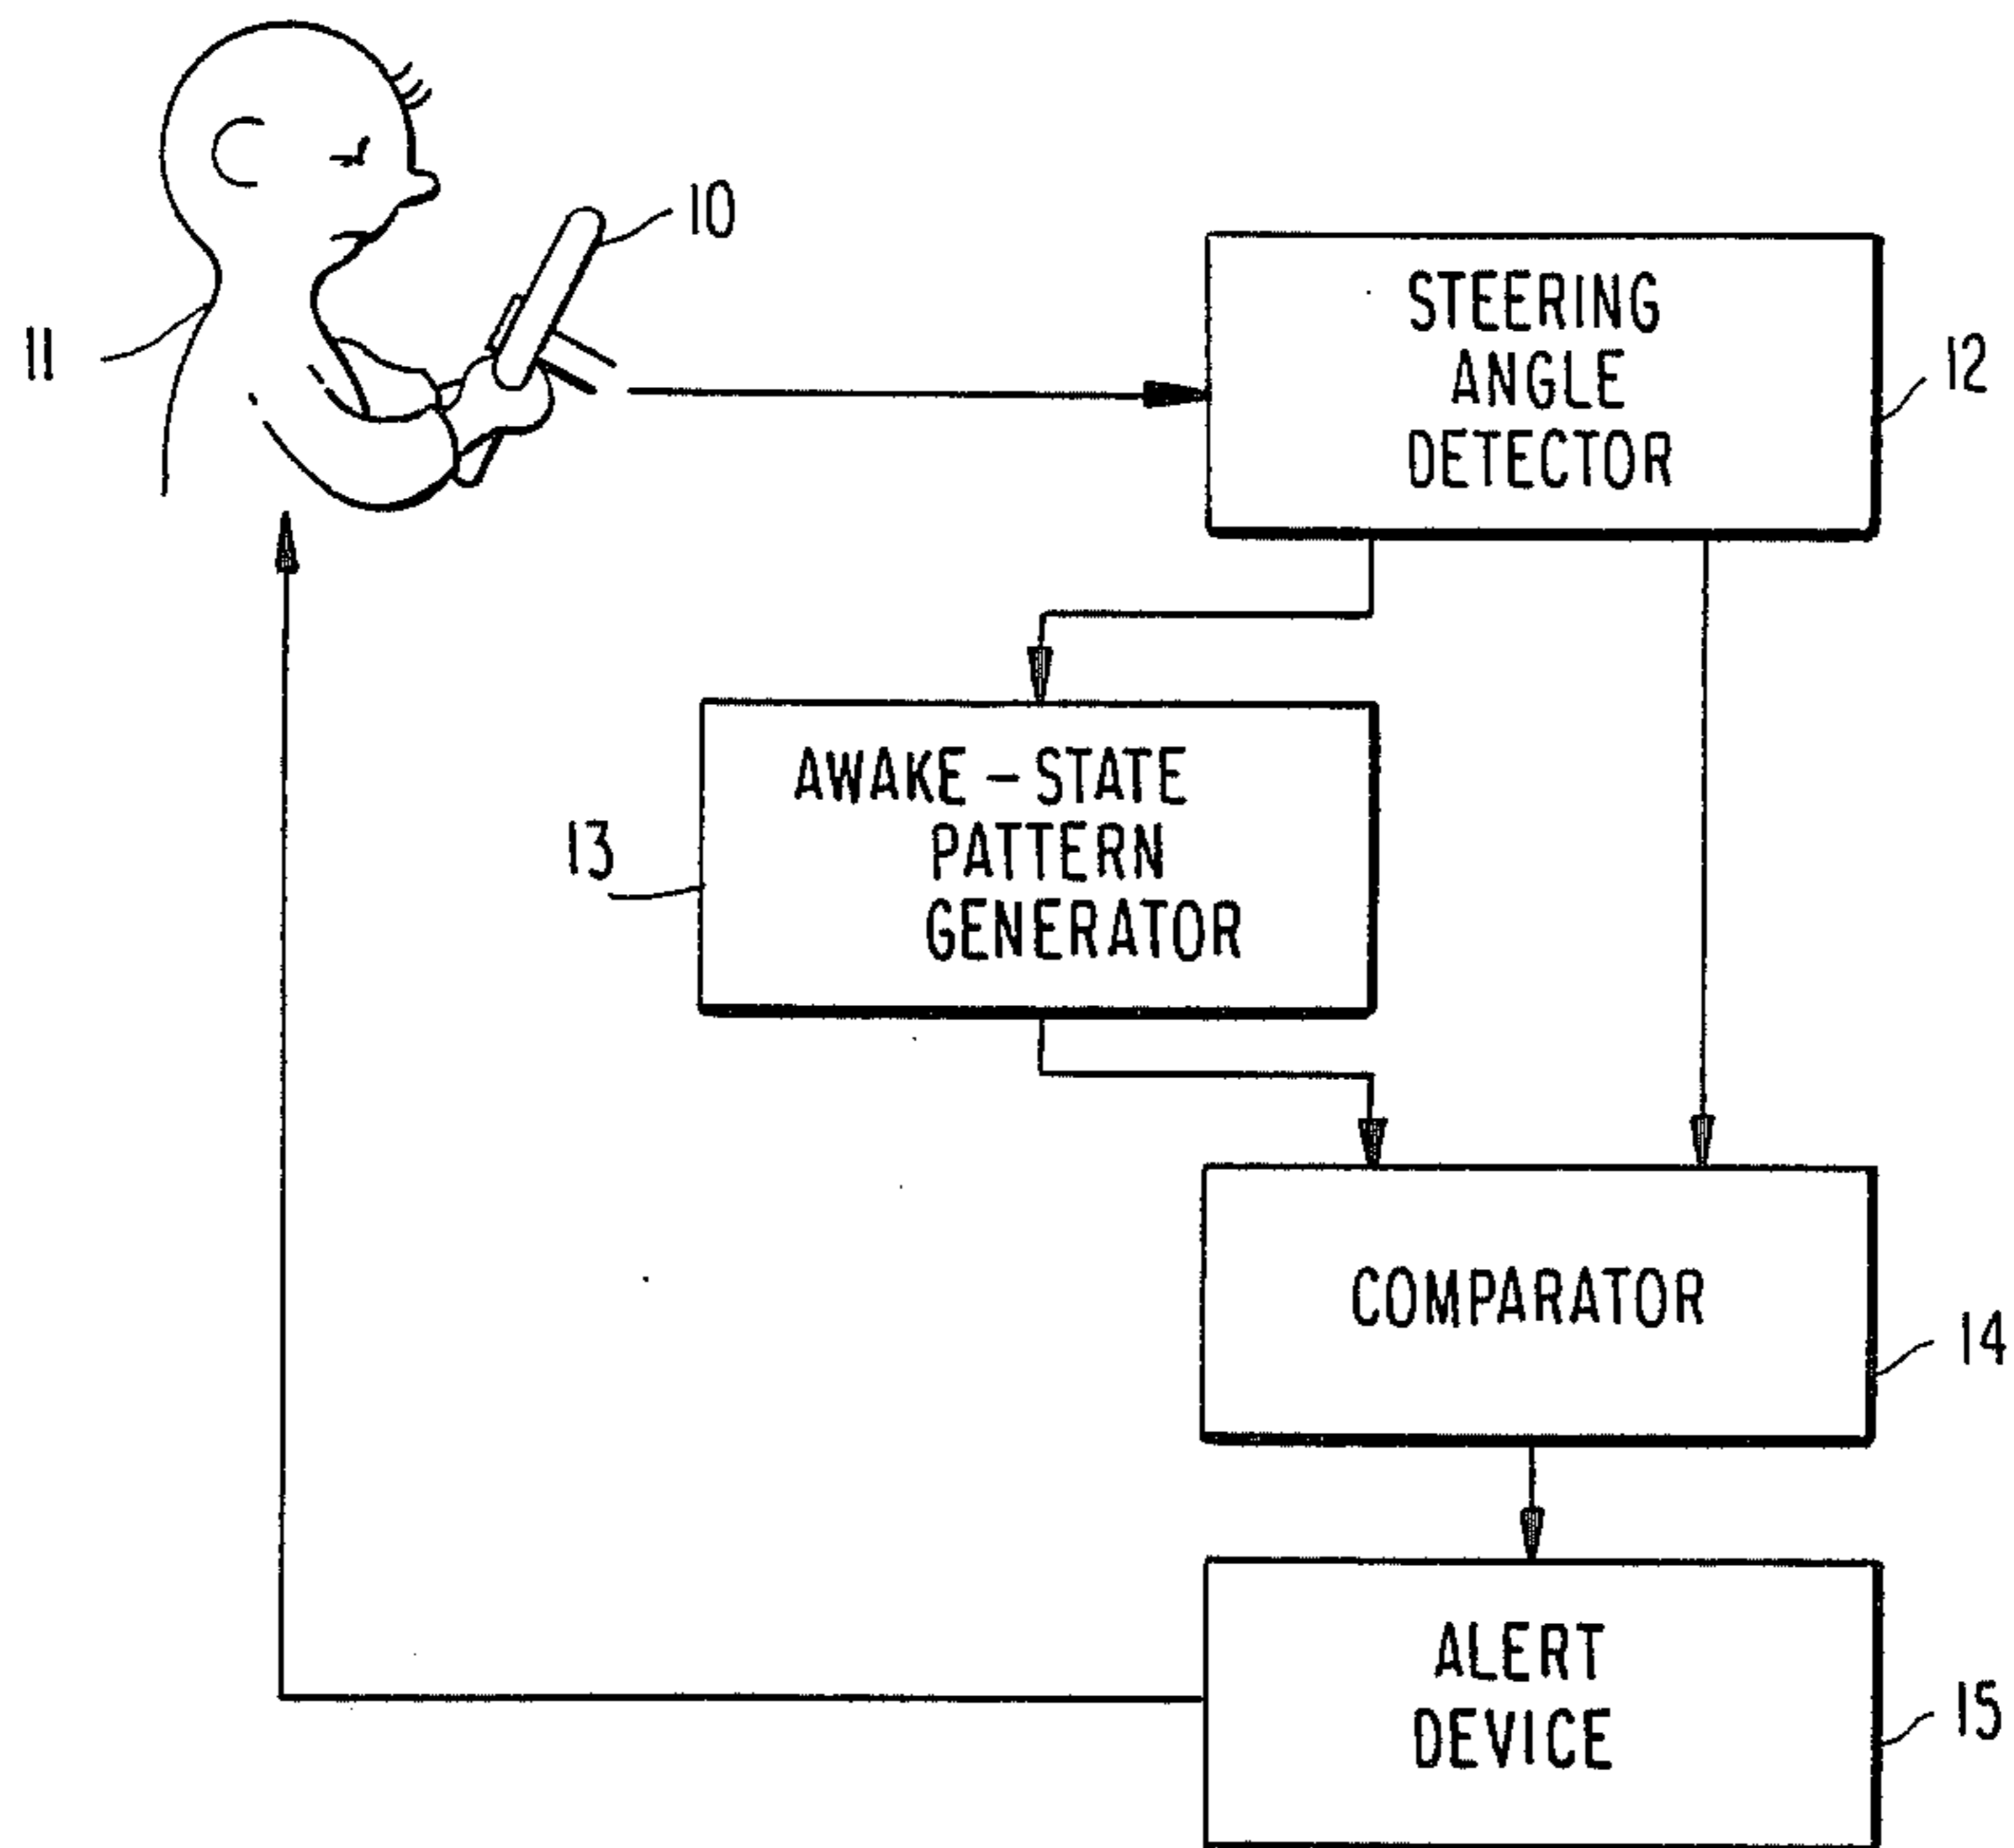 10
11
STEERING
ANGLE
DETECTOR
12
AWAKE – STATE
PATTERN
GENERATOR
13
COMPARATOR
14
ALERT
DEVICE
15